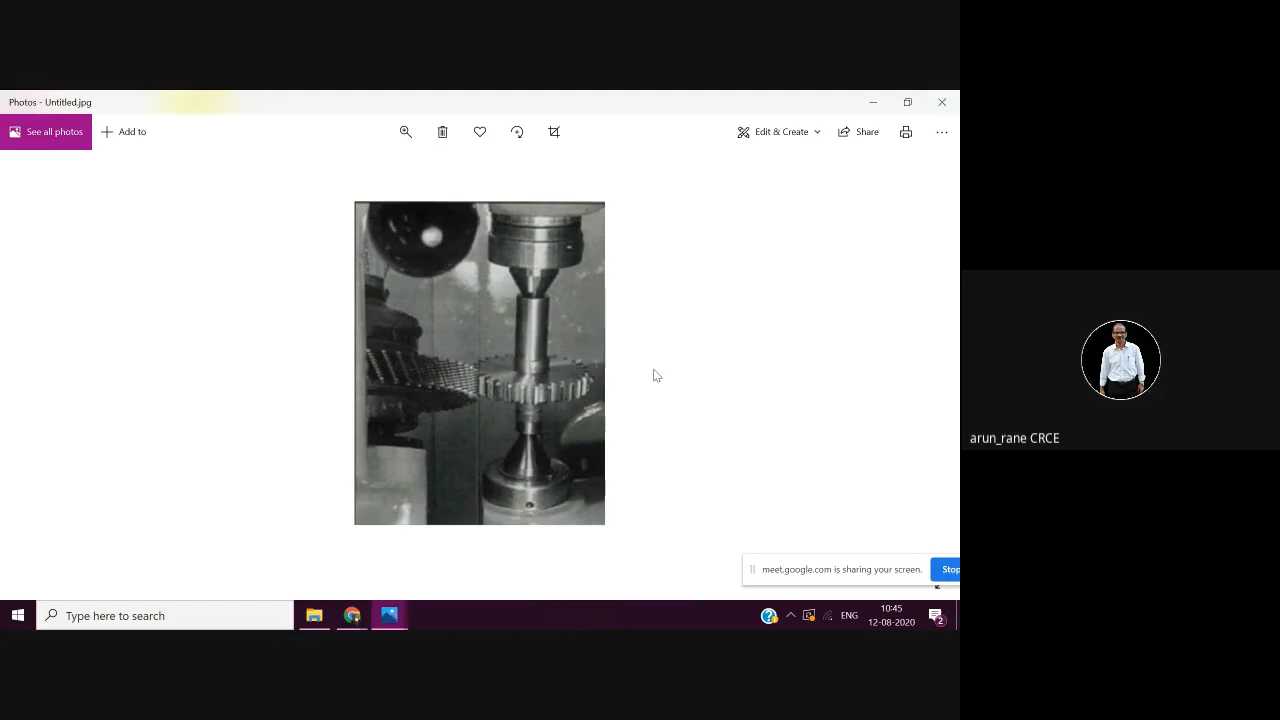 Photos - Untitled.jpg
See all photos
Add to
Edit & Create
Share
arun_rane CRCE
meet.google.com is sharing your screen.
Stop
Type here to search
ENG
10:45
12-08-2020
2